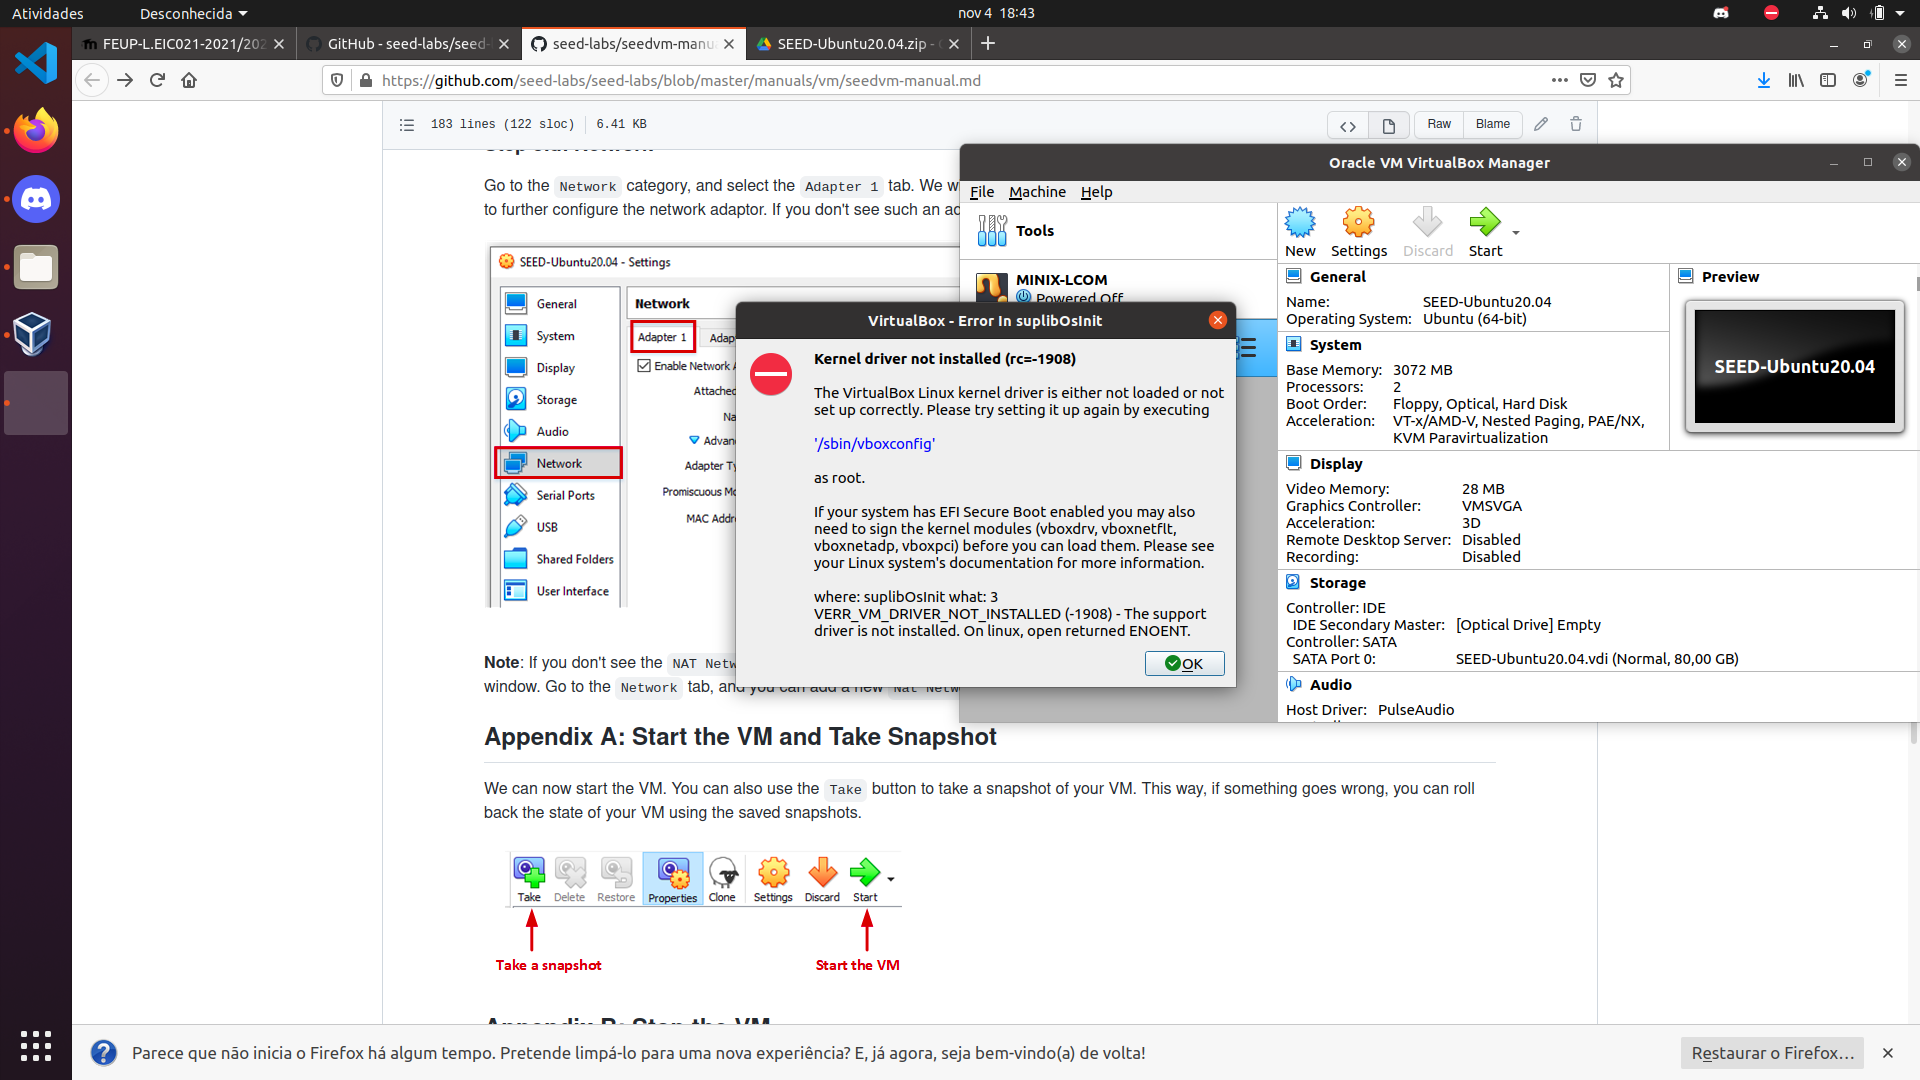 Atividades
Desconhecida
nov 4  18:43
FEUP-L.EIC021-2021/202
GitHub - seed-labs/seed-
seed-labs/seedvm-manu
SEED-Ubuntu20.04.zip -
https://github.com/seed-labs/seed-labs/blob/master/manuals/vm/seedvm-manual.md
183 lines (122 sloc)
6.41 KB
Raw
Blame
Go to the Network category, and select the Adapter 1 tab. We w
to further configure the network adaptor. If you don't see such an ad
SEED-Ubuntu20.04 - Settings
General
System
Display
Storage
Audio
Network
Serial Ports
USB
Shared Folders
User Interface
Network
Adapter 1
Adap
Enable Network A
Attached
Na
Advan
Adapter Ty
Promiscuous Mo
MAC Addre
Note: If you don't see the NAT Netw
window. Go to the Network tab, and you can add a new Nat Netw
Appendix A: Start the VM and Take Snapshot
We can now start the VM. You can also use the Take button to take a snapshot of your VM. This way, if something goes wrong, you can roll
back the state of your VM using the saved snapshots.
Take
Delete
Restore
Properties
Clone
Settings
Discard
Start
Take a snapshot
Start the VM
Appendix B: Stop the VM
Oracle VM VirtualBox Manager
File
Machine
Help
Tools
MINIX-LCOM
Powered Off
New
Settings
Discard
Start
General
Name: SEED-Ubuntu20.04
Operating System: Ubuntu (64-bit)
Preview
SEED-Ubuntu20.04
System
Base Memory: 3072 MB
Processors: 2
Boot Order: Floppy, Optical, Hard Disk
Acceleration: VT-x/AMD-V, Nested Paging, PAE/NX,
KVM Paravirtualization
Display
Video Memory: 28 MB
Graphics Controller: VMSVGA
Acceleration: 3D
Remote Desktop Server: Disabled
Recording: Disabled
Storage
Controller: IDE
IDE Secondary Master: [Optical Drive] Empty
Controller: SATA
SATA Port 0: SEED-Ubuntu20.04.vdi (Normal, 80,00 GB)
Audio
Host Driver: PulseAudio
VirtualBox - Error In suplibOsInit
Kernel driver not installed (rc=-1908)
The VirtualBox Linux kernel driver is either not loaded or not
set up correctly. Please try setting it up again by executing
'/sbin/vboxconfig'
as root.
If your system has EFI Secure Boot enabled you may also
need to sign the kernel modules (vboxdrv, vboxnetflt,
vboxnetadp, vboxpci) before you can load them. Please see
your Linux system's documentation for more information.
where: suplibOsInit what: 3
VERR_VM_DRIVER_NOT_INSTALLED (-1908) - The support
driver is not installed. On linux, open returned ENOENT.
OK
Parece que não inicia o Firefox há algum tempo. Pretende limpá-lo para uma nova experiência? E, já agora, seja bem-vindo(a) de volta!
Restaurar o Firefox…